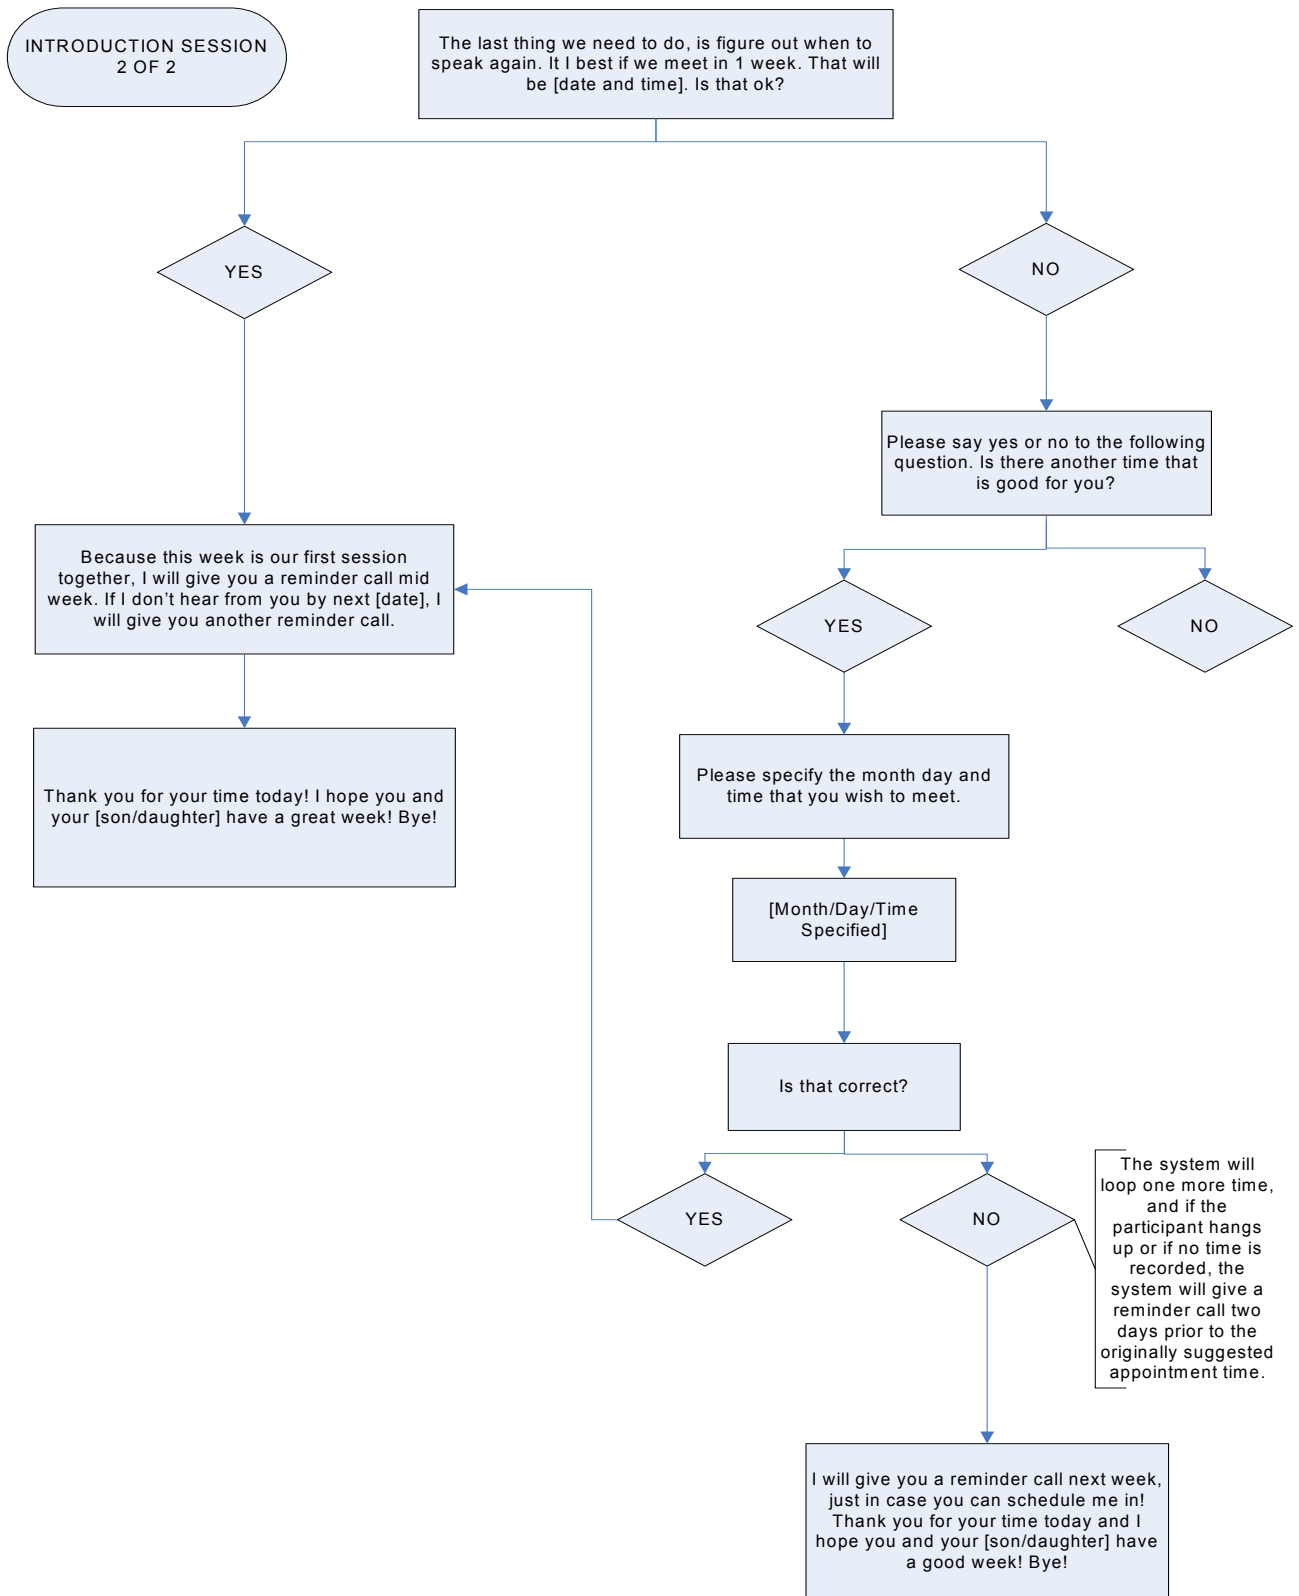 INTRODUCTION SESSION
2 OF 2
The last thing we need to do, is figure out when to
speak again. It I best if we meet in 1 week. That will
be [date and time]. Is that ok?
YES
NO
Please say yes or no to the following
question. Is there another time that
is good for you?
Because this week is our first session
together, I will give you a reminder call mid
week. If I don’t hear from you by next [date], I
will give you another reminder call.
YES
NO
Thank you for your time today! I hope you and
your [son/daughter] have a great week! Bye!
Please specify the month day and
time that you wish to meet.
[Month/Day/Time
Specified]
Is that correct?
YES
NO
The system will
loop one more time,
and if the
participant hangs
up or if no time is
recorded, the
system will give a
reminder call two
days prior to the
originally suggested
appointment time.
I will give you a reminder call next week,
just in case you can schedule me in!
Thank you for your time today and I
hope you and your [son/daughter] have
a good week! Bye!